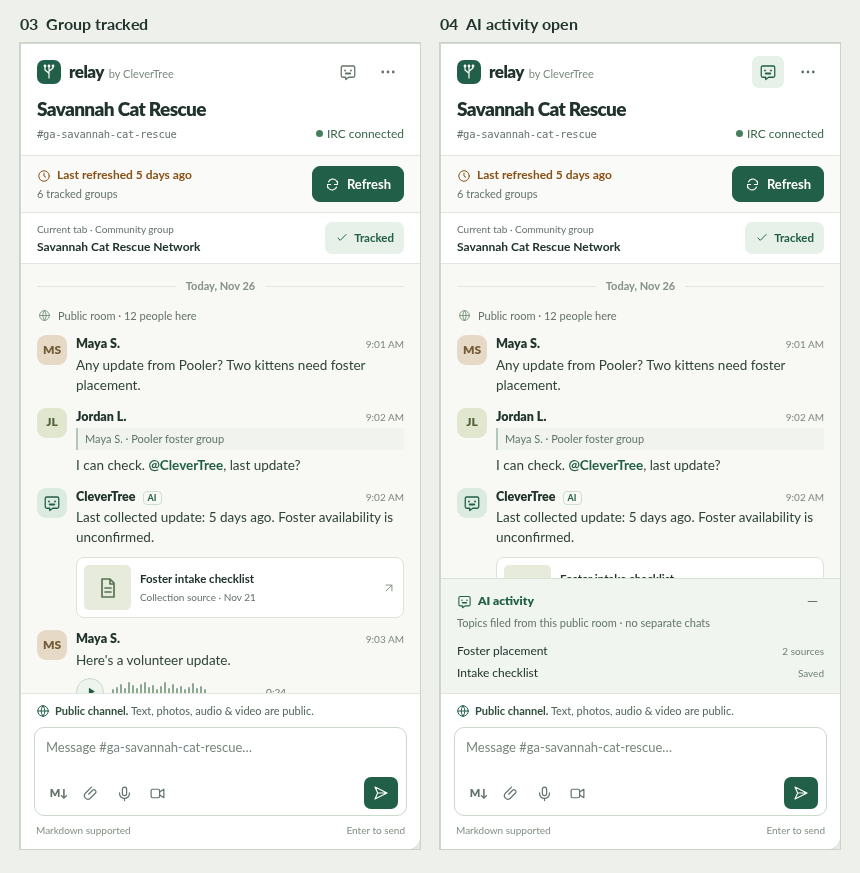 03 Group tracked
relay by CleverTree
Savannah Cat Rescue
#ga-savannah-cat-rescue
IRC connected
Last refreshed 5 days ago
6 tracked groups
Refresh
Current tab · Community group
Savannah Cat Rescue Network
Tracked
Today, Nov 26
Public room · 12 people here
MS
Maya S.
9:01 AM
Any update from Pooler? Two kittens need foster
placement.
JL
Jordan L.
9:02 AM
Maya S. · Pooler foster group
I can check. @CleverTree, last update?
CleverTree AI
9:02 AM
Last collected update: 5 days ago. Foster availability is
unconfirmed.
Foster intake checklist
Collection source · Nov 21
MS
Maya S.
9:03 AM
Here's a volunteer update.
0:24
Public channel. Text, photos, audio & video are public.
Message #ga-savannah-cat-rescue...
M↓
Markdown supported
Enter to send
04 AI activity open
relay by CleverTree
Savannah Cat Rescue
#ga-savannah-cat-rescue
IRC connected
Last refreshed 5 days ago
6 tracked groups
Refresh
Current tab · Community group
Savannah Cat Rescue Network
Tracked
Today, Nov 26
Public room · 12 people here
MS
Maya S.
9:01 AM
Any update from Pooler? Two kittens need foster
placement.
JL
Jordan L.
9:02 AM
Maya S. · Pooler foster group
I can check. @CleverTree, last update?
CleverTree AI
9:02 AM
Last collected update: 5 days ago. Foster availability is
unconfirmed.
Foster intake checklist
AI activity
Topics filed from this public room · no separate chats
Foster placement
2 sources
Intake checklist
Saved
Public channel. Text, photos, audio & video are public.
Message #ga-savannah-cat-rescue...
M↓
Markdown supported
Enter to send